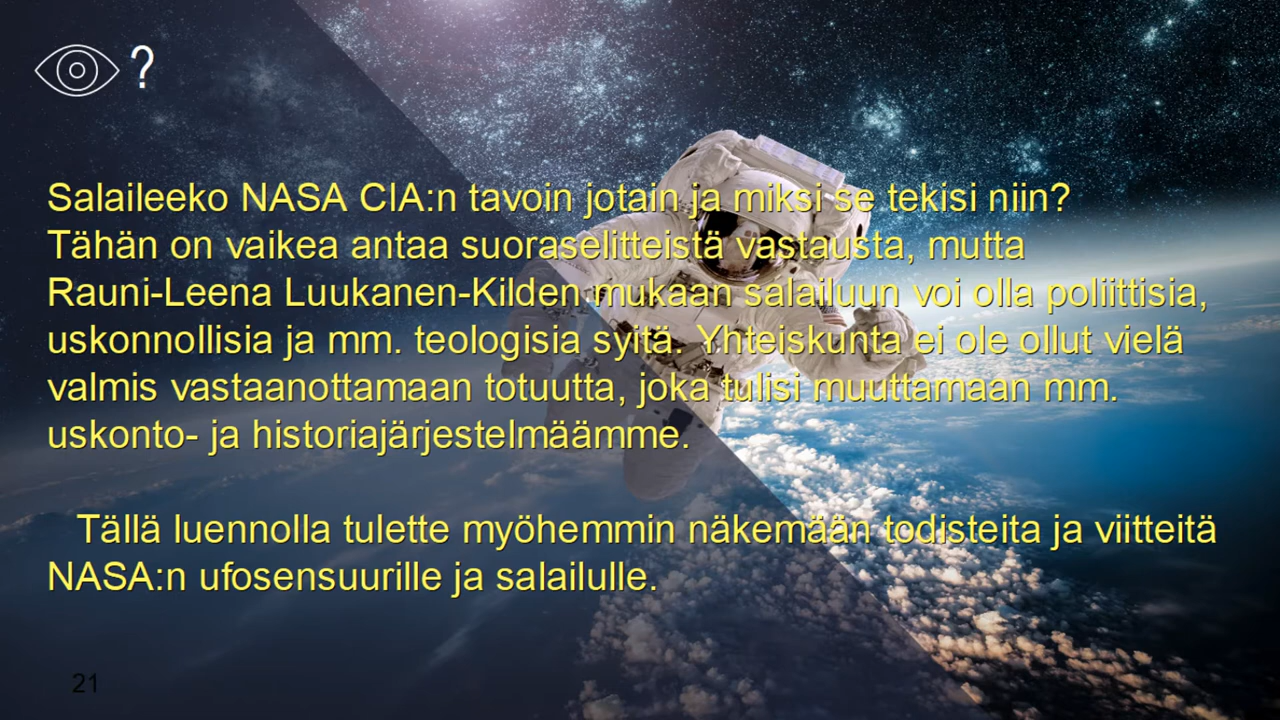 ?
Salaileeko NASA CIA:n tavoin jotain ja miksi se tekisi niin?
Tähän on vaikea antaa suoraselitteistä vastausta, mutta
Rauni-Leena Luukanen-Kilden mukaan salailuun voi olla poliittisia,
uskonnollisia ja mm. teologisia syitä. Yhteiskunta ei ole ollut vielä
valmis vastaanottamaan totuutta, joka tulisi muuttamaan mm.
uskonto- ja historiajärjestelmäämme.
Tällä luennolla tulette myöhemmin näkemään todisteita ja viitteitä
NASA:n ufosensuurille ja salailulle.
21